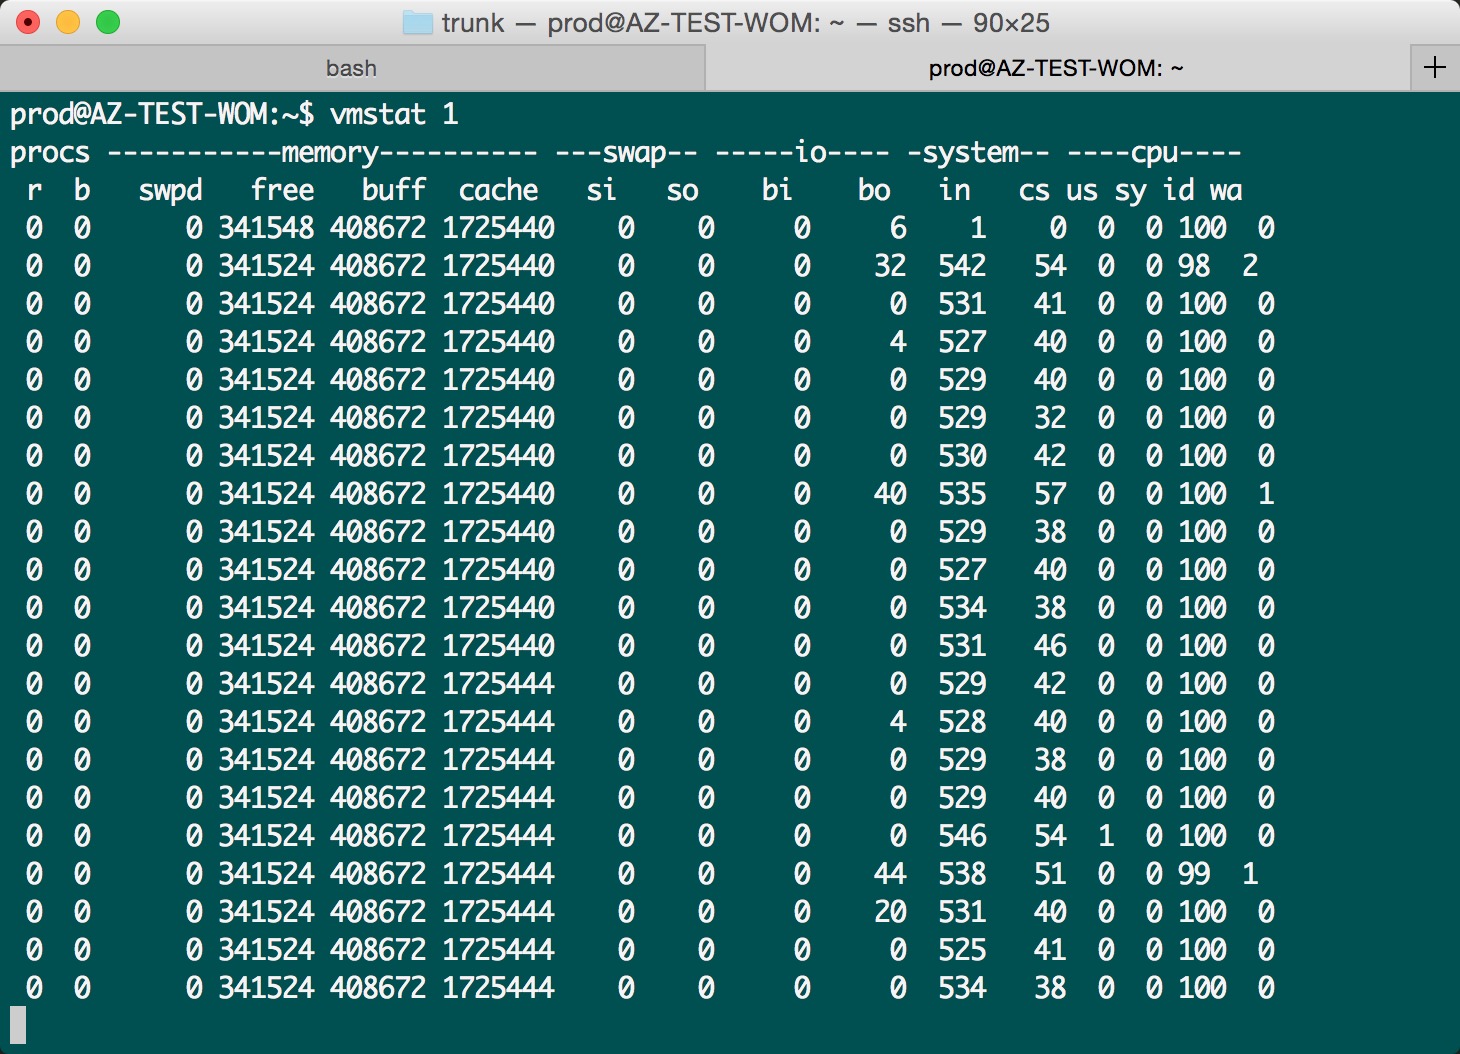 trunk — prod@AZ-TEST-WOM: ~ — ssh — 90×25
bash prod@AZ-TEST-WOM: ~ +
prod@AZ-TEST-WOM:~$ vmstat 1
procs -----------memory---------- ---swap-- -----io---- -system-- ----cpu----
 r  b   swpd   free   buff  cache   si   so    bi    bo   in   cs us sy id wa
 0  0      0 341548 408672 1725440    0    0     0     6    1    0  0  0 100  0
 0  0      0 341524 408672 1725440    0    0     0    32  542   54  0  0 98  2
 0  0      0 341524 408672 1725440    0    0     0     0  531   41  0  0 100  0
 0  0      0 341524 408672 1725440    0    0     0     4  527   40  0  0 100  0
 0  0      0 341524 408672 1725440    0    0     0     0  529   40  0  0 100  0
 0  0      0 341524 408672 1725440    0    0     0     0  529   32  0  0 100  0
 0  0      0 341524 408672 1725440    0    0     0     0  530   42  0  0 100  0
 0  0      0 341524 408672 1725440    0    0     0    40  535   57  0  0 100  1
 0  0      0 341524 408672 1725440    0    0     0     0  529   38  0  0 100  0
 0  0      0 341524 408672 1725440    0    0     0     0  527   40  0  0 100  0
 0  0      0 341524 408672 1725440    0    0     0     0  534   38  0  0 100  0
 0  0      0 341524 408672 1725440    0    0     0     0  531   46  0  0 100  0
 0  0      0 341524 408672 1725444    0    0     0     0  529   42  0  0 100  0
 0  0      0 341524 408672 1725444    0    0     0     4  528   40  0  0 100  0
 0  0      0 341524 408672 1725444    0    0     0     0  529   38  0  0 100  0
 0  0      0 341524 408672 1725444    0    0     0     0  529   40  0  0 100  0
 0  0      0 341524 408672 1725444    0    0     0     0  546   54  1  0 100  0
 0  0      0 341524 408672 1725444    0    0     0    44  538   51  0  0 99  1
 0  0      0 341524 408672 1725444    0    0     0    20  531   40  0  0 100  0
 0  0      0 341524 408672 1725444    0    0     0     0  525   41  0  0 100  0
 0  0      0 341524 408672 1725444    0    0     0     0  534   38  0  0 100  0